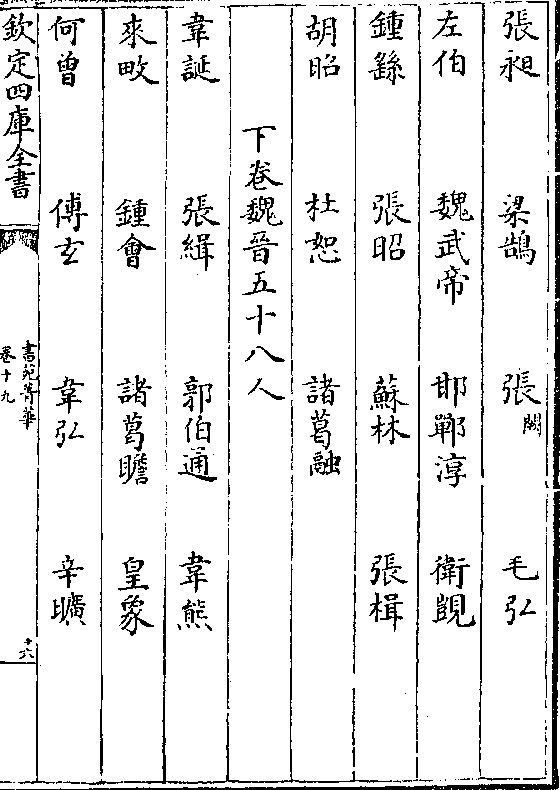 張昶 梁鵠 張闕 毛弘
左伯 魏武帝 邯鄲淳 衛覬
鍾繇 張昭 蘇林 張楫
胡昭 杜恕 諸葛融
下卷魏晉五十八人
韋誕 張緝 郭伯通 韋熊
來敃 鍾會 諸葛瞻 皇象
何曾 傅玄 韋弘 辛曠
欽定四庫全書
書苑菁華
卷十九
十六